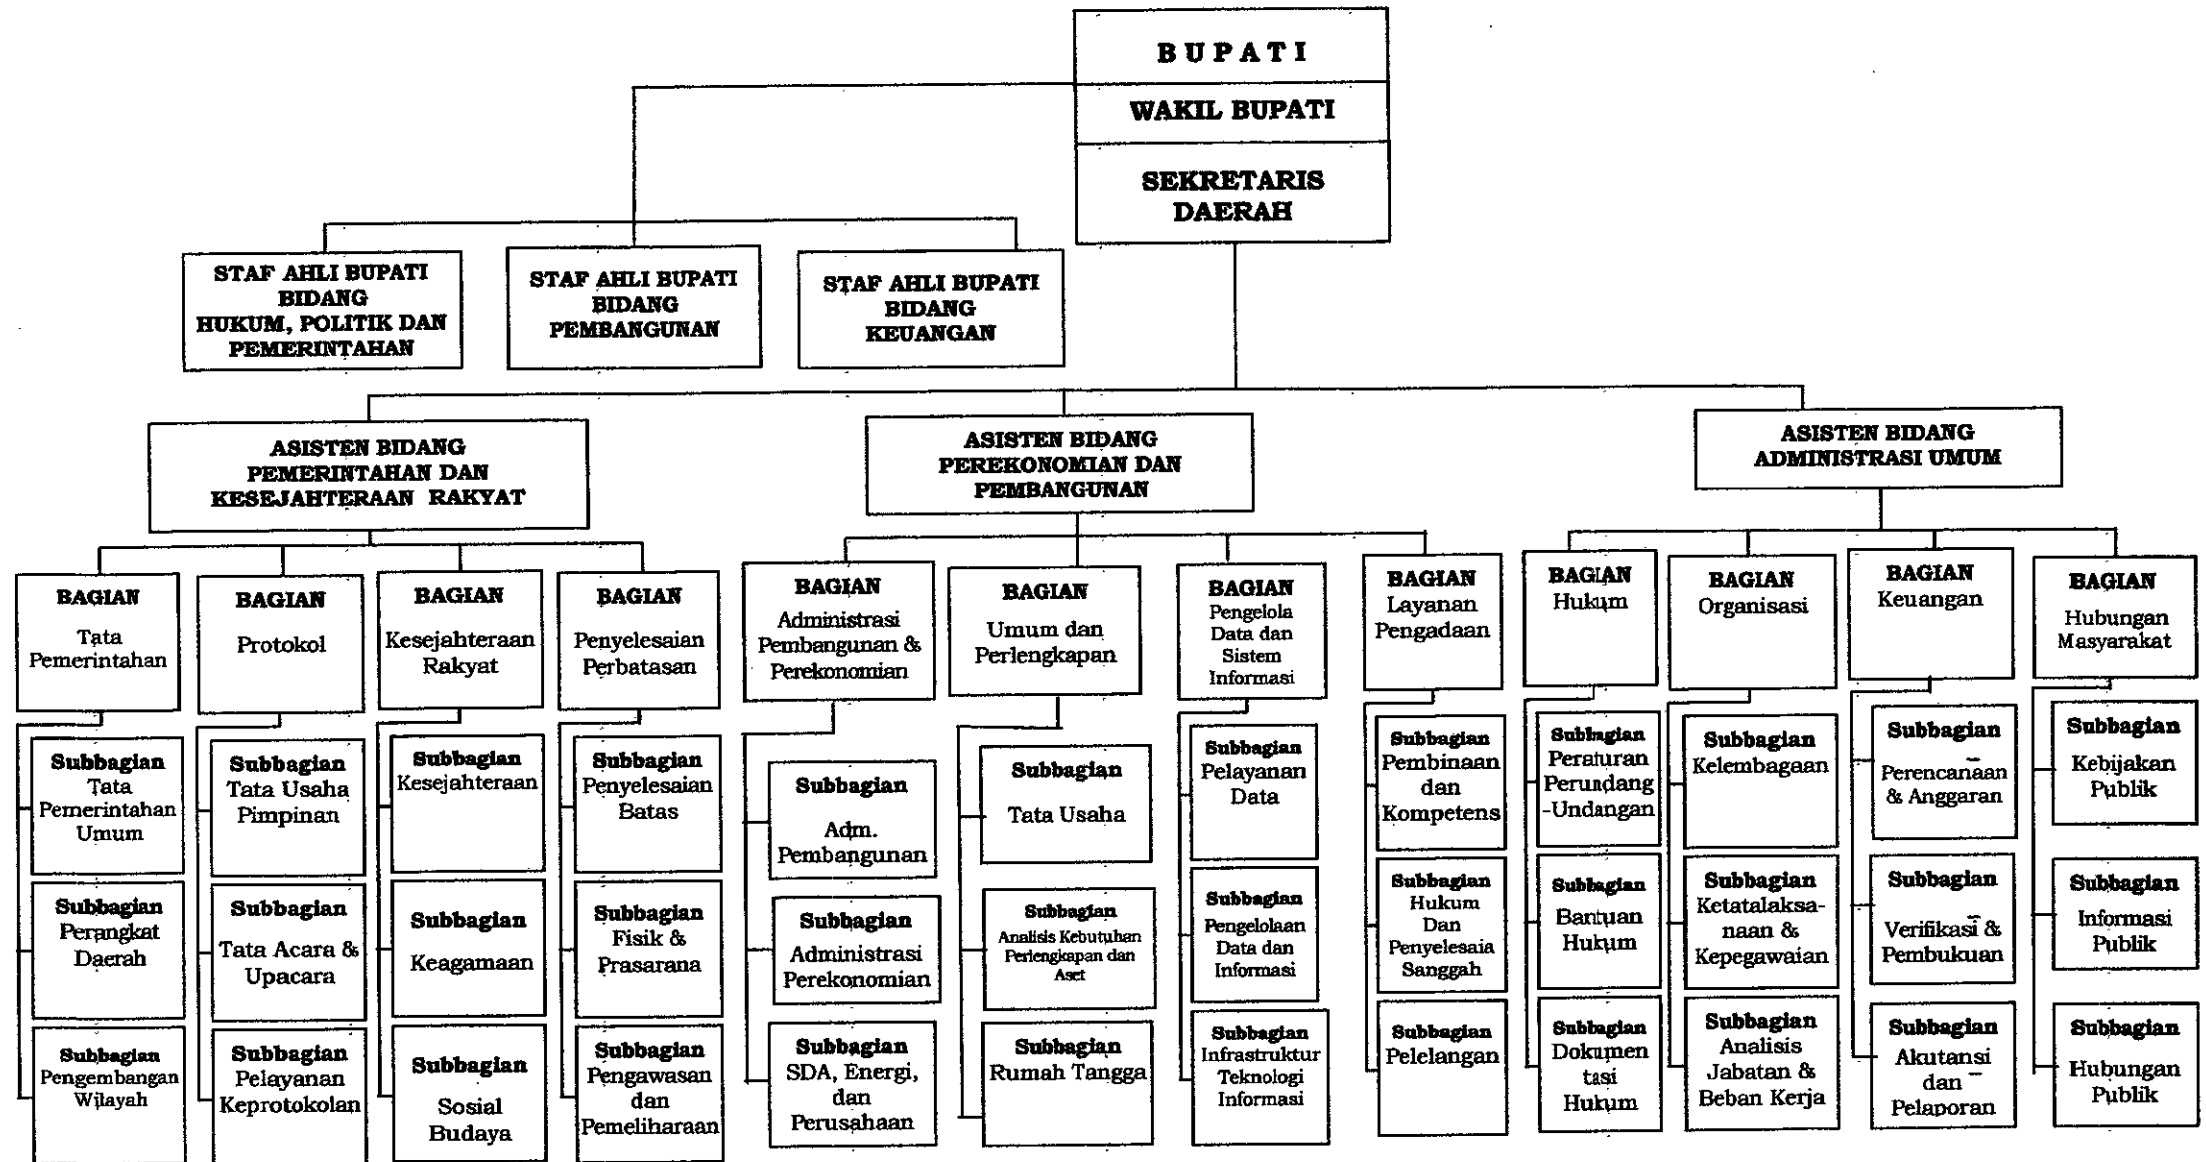 B U P A T I
WAKIL BUPATI
SEKRETARIS
DAERAH
STAF AHLI BUPATI
BIDANG
HUKUM, POLITIK DAN
PEMERINTAHAN
STAF AHLI BUPATI
BIDANG
PEMBANGUNAN
STAF AHLI BUPATI
BIDANG
KEUANGAN
ASISTEN BIDANG
PEMERINTAHAN DAN
KESEJAHTERAAN RAKYAT
ASISTEN BIDANG
PEREKONOMIAN DAN
PEMBANGUNAN
ASISTEN BIDANG
ADMINISTRASI UMUM
BAGIAN
Tata
Pemerintahan
BAGIAN
Protokol
BAGIAN
Kesejahteraan
Rakyat
BAGIAN
Penyelesaian
Perbatasan
BAGIAN
Administrasi
Pembangunan &
Perekonomian
BAGIAN
Umum dan
Perlengkapan
BAGIAN
Pengelola
Data dan
Sistem
Informasi
BAGIAN
Layanan
Pengadaan
BAGIAN
Hukum
BAGIAN
Organisasi
BAGIAN
Keuangan
BAGIAN
Hubungan
Masyarakat
Subbagian
Tata
Pemerintahan
Umum
Subbagian
Tata Usaha
Pimpinan
Subbagian
Kesejahteraan
Subbagian
Penyelesaian
Batas
Subbagian
Adm.
Pembangunan
Subbagian
Tata Usaha
Subbagian
Pelayanan
Data
Subbagian
Pembinaan
dan
Kompetens
Subbagian
Peraturan
Perundang
-Undangan
Subbagian
Kelembagaan
Subbagian
Perencanaan
& Anggaran
Subbagian
Kebijakan
Publik
Subbagian
Perangkat
Daerah
Subbagian
Tata Acara &
Upacara
Subbagian
Keagamaan
Subbagian
Fisik &
Prasarana
Subbagian
Administrasi
Perekonomian
Subbagian
Analisis Kebutuhan
Perlengkapan dan
Aset
Subbagian
Pengelolaan
Data dan
Informasi
Subbagian
Hukum
Dan
Penyelesaia
Sanggah
Subbagian
Bantuan
Hukum
Subbagian
Ketatalaksa-
naan &
Kepegawaian
Subbagian
Verifikasi &
Pembukuan
Subbagian
Informasi
Publik
Subbagian
Pengembangan
Wilayah
Subbagian
Pelayanan
Keprotokolan
Subbagian
Sosial
Budaya
Subbagian
Pengawasan
dan
Pemeliharaan
Subbagian
SDA, Energi,
dan
Perusahaan
Subbagian
Rumah Tangga
Subbagian
Infrastruktur
Teknologi
Informasi
Subbagian
Pelelangan
Subbagian
Dokumen
tasi
Hukum
Subbagian
Analisis
Jabatan &
Beban Kerja
Subbagian
Akutansi
dan
Pelaporan
Subbagian
Hubungan
Publik